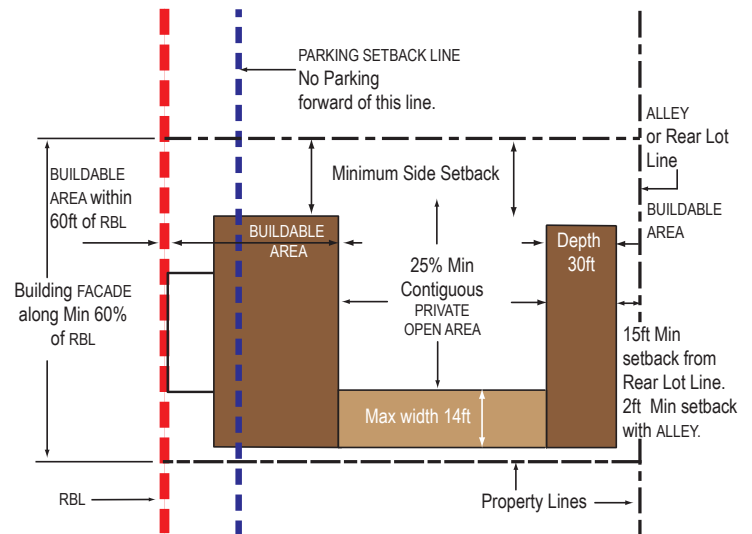 PARKING SETBACK LINE
No Parking
forward of this line.
ALLEY
or Rear Lot
Line
BUILDABLE
AREA within
60ft of RBL
Minimum Side Setback
BUILDABLE
AREA
BUILDABLE
AREA
Depth
30ft
25% Min
Contiguous
PRIVATE
OPEN AREA
Building FACADE
along Min 60%
of RBL
15ft Min
setback from
Rear Lot Line.
2ft Min setback
with ALLEY.
Max width 14ft
RBL
Property Lines